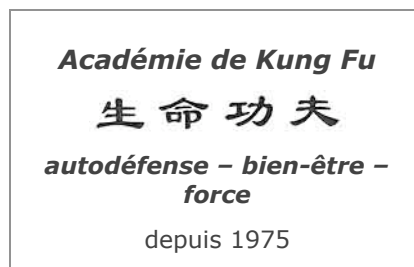 Académie de Kung Fu
生命功夫
autodéfense – bien-être –
force
depuis 1975